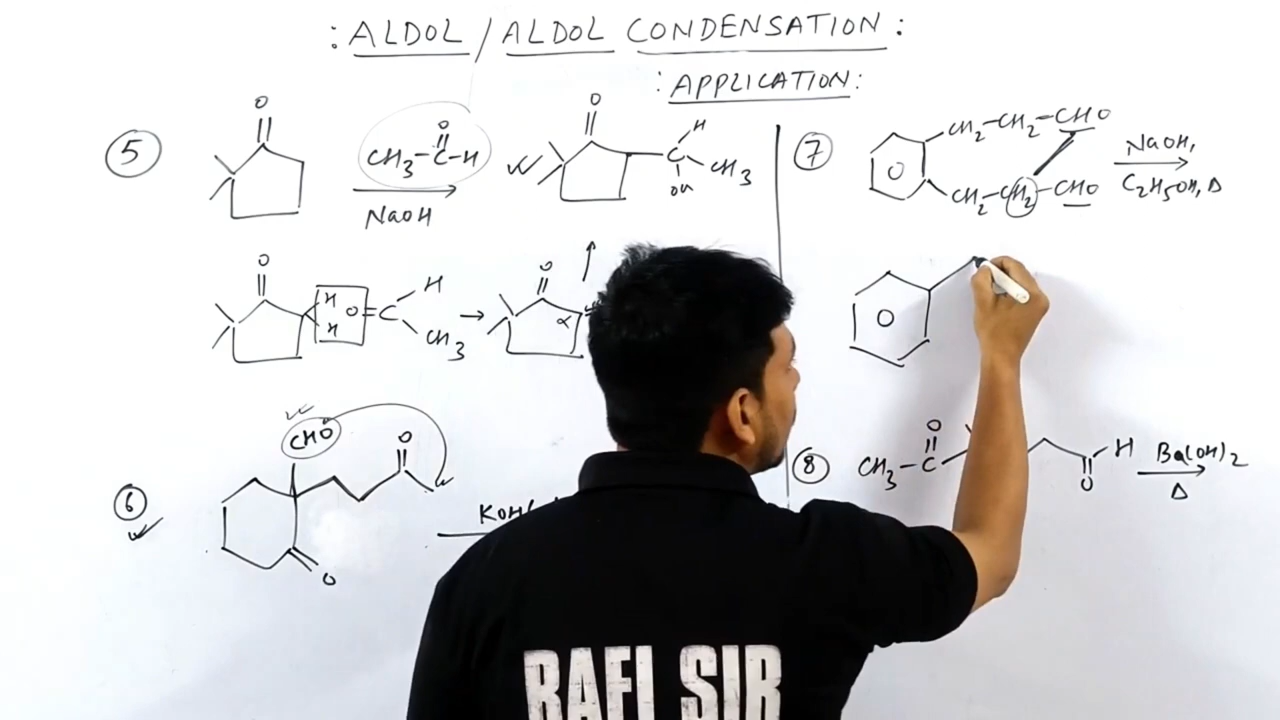 : ALDOL / ALDOL CONDENSATION :
: APPLICATION :
5
O
CH3-C-H
O
NaOH
O
H
C
CH3
OH
O
H
H
O=C
H
CH3
→
O
α
6
CHO
O
O
7
O
CH2-CH2-CHO
CH2-CH2-CHO
NaOH,
C2H5OH, Δ
O
8
CH3-C
O
O
H
Ba(OH)2
Δ
RAFI SIR